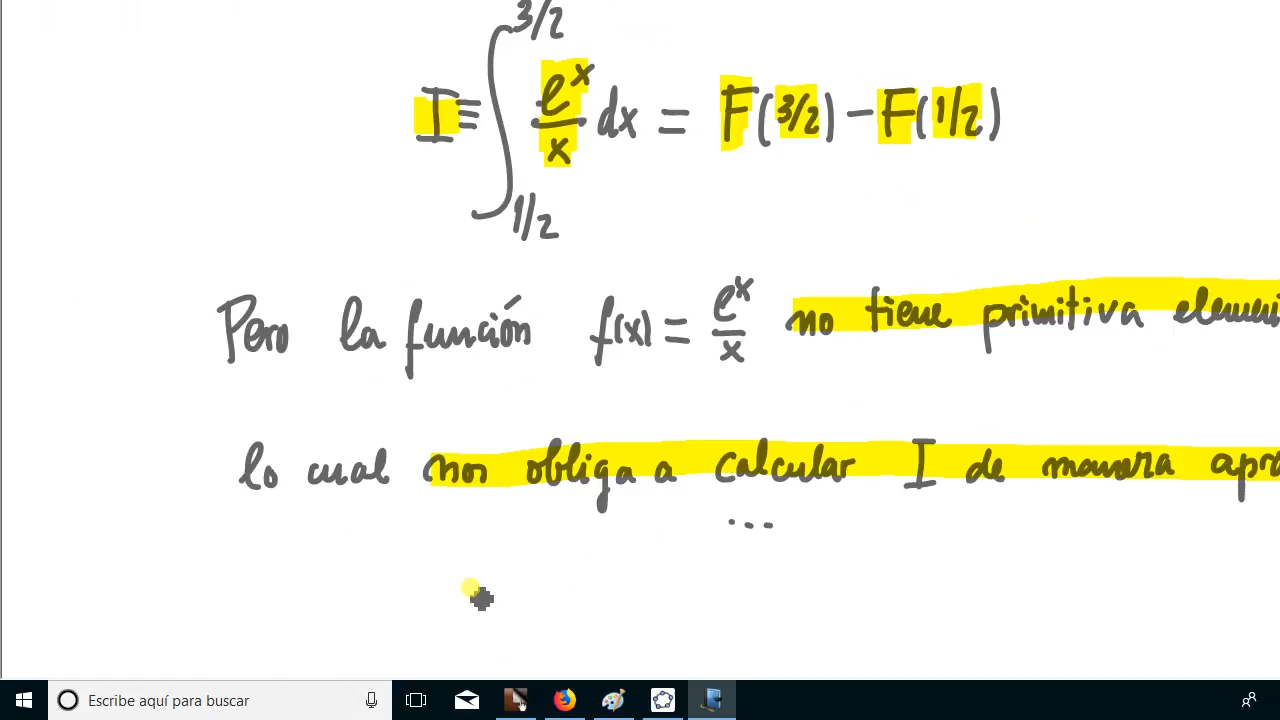 I ≡ ∫_{1/2}^{3/2} e^x/x dx = F(3/2) - F(1/2)
Pero la función f(x) = e^x/x no tiene primitiva
lo cual nos obliga a calcular I de manera
...
Escribe aquí para buscar